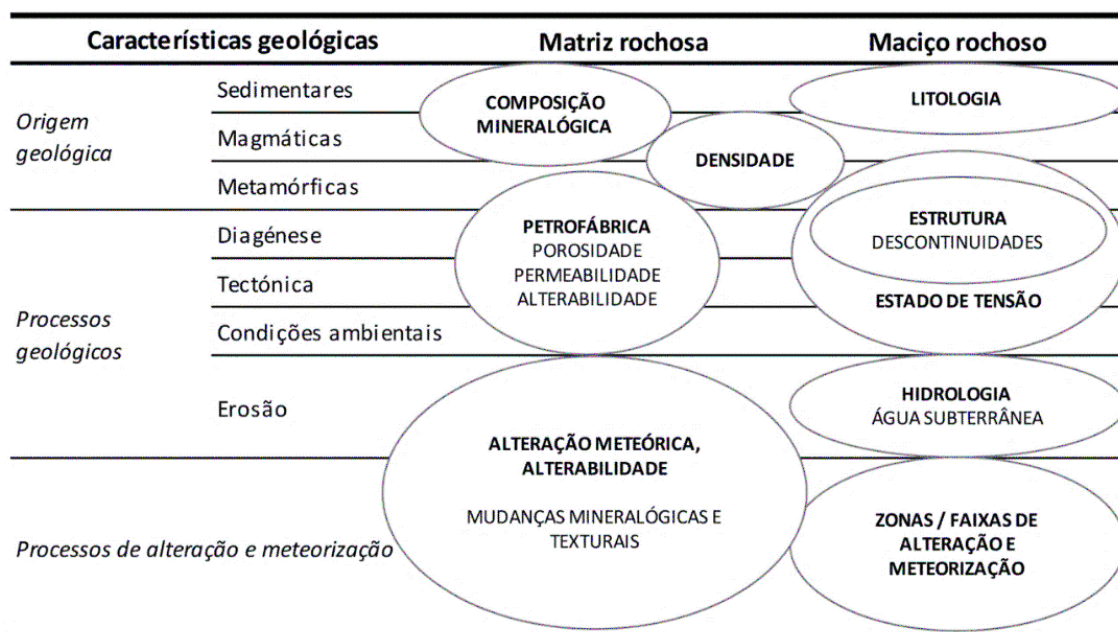 Características geológicas Matriz rochosa Maciço rochoso
Origem
geológica
Sedimentares
Magmáticas
Metamórficas
COMPOSIÇÃO
MINERALÓGICA
DENSIDADE
LITOLOGIA
Processos
geológicos
Diagénese
Tectónica
Condições ambientais
Erosão
PETROFÁBRICA
POROSIDADE
PERMEABILIDADE
ALTERABILIDADE
ESTRUTURA
DESCONTINUIDADES
ESTADO DE TENSÃO
HIDROLOGIA
ÁGUA SUBTERRÂNEA
Processos de alteração e meteorização
ALTERAÇÃO METEÓRICA,
ALTERABILIDADE
MUDANÇAS MINERALÓGICAS E
TEXTURAIS
ZONAS / FAIXAS DE
ALTERAÇÃO E
METEORIZAÇÃO